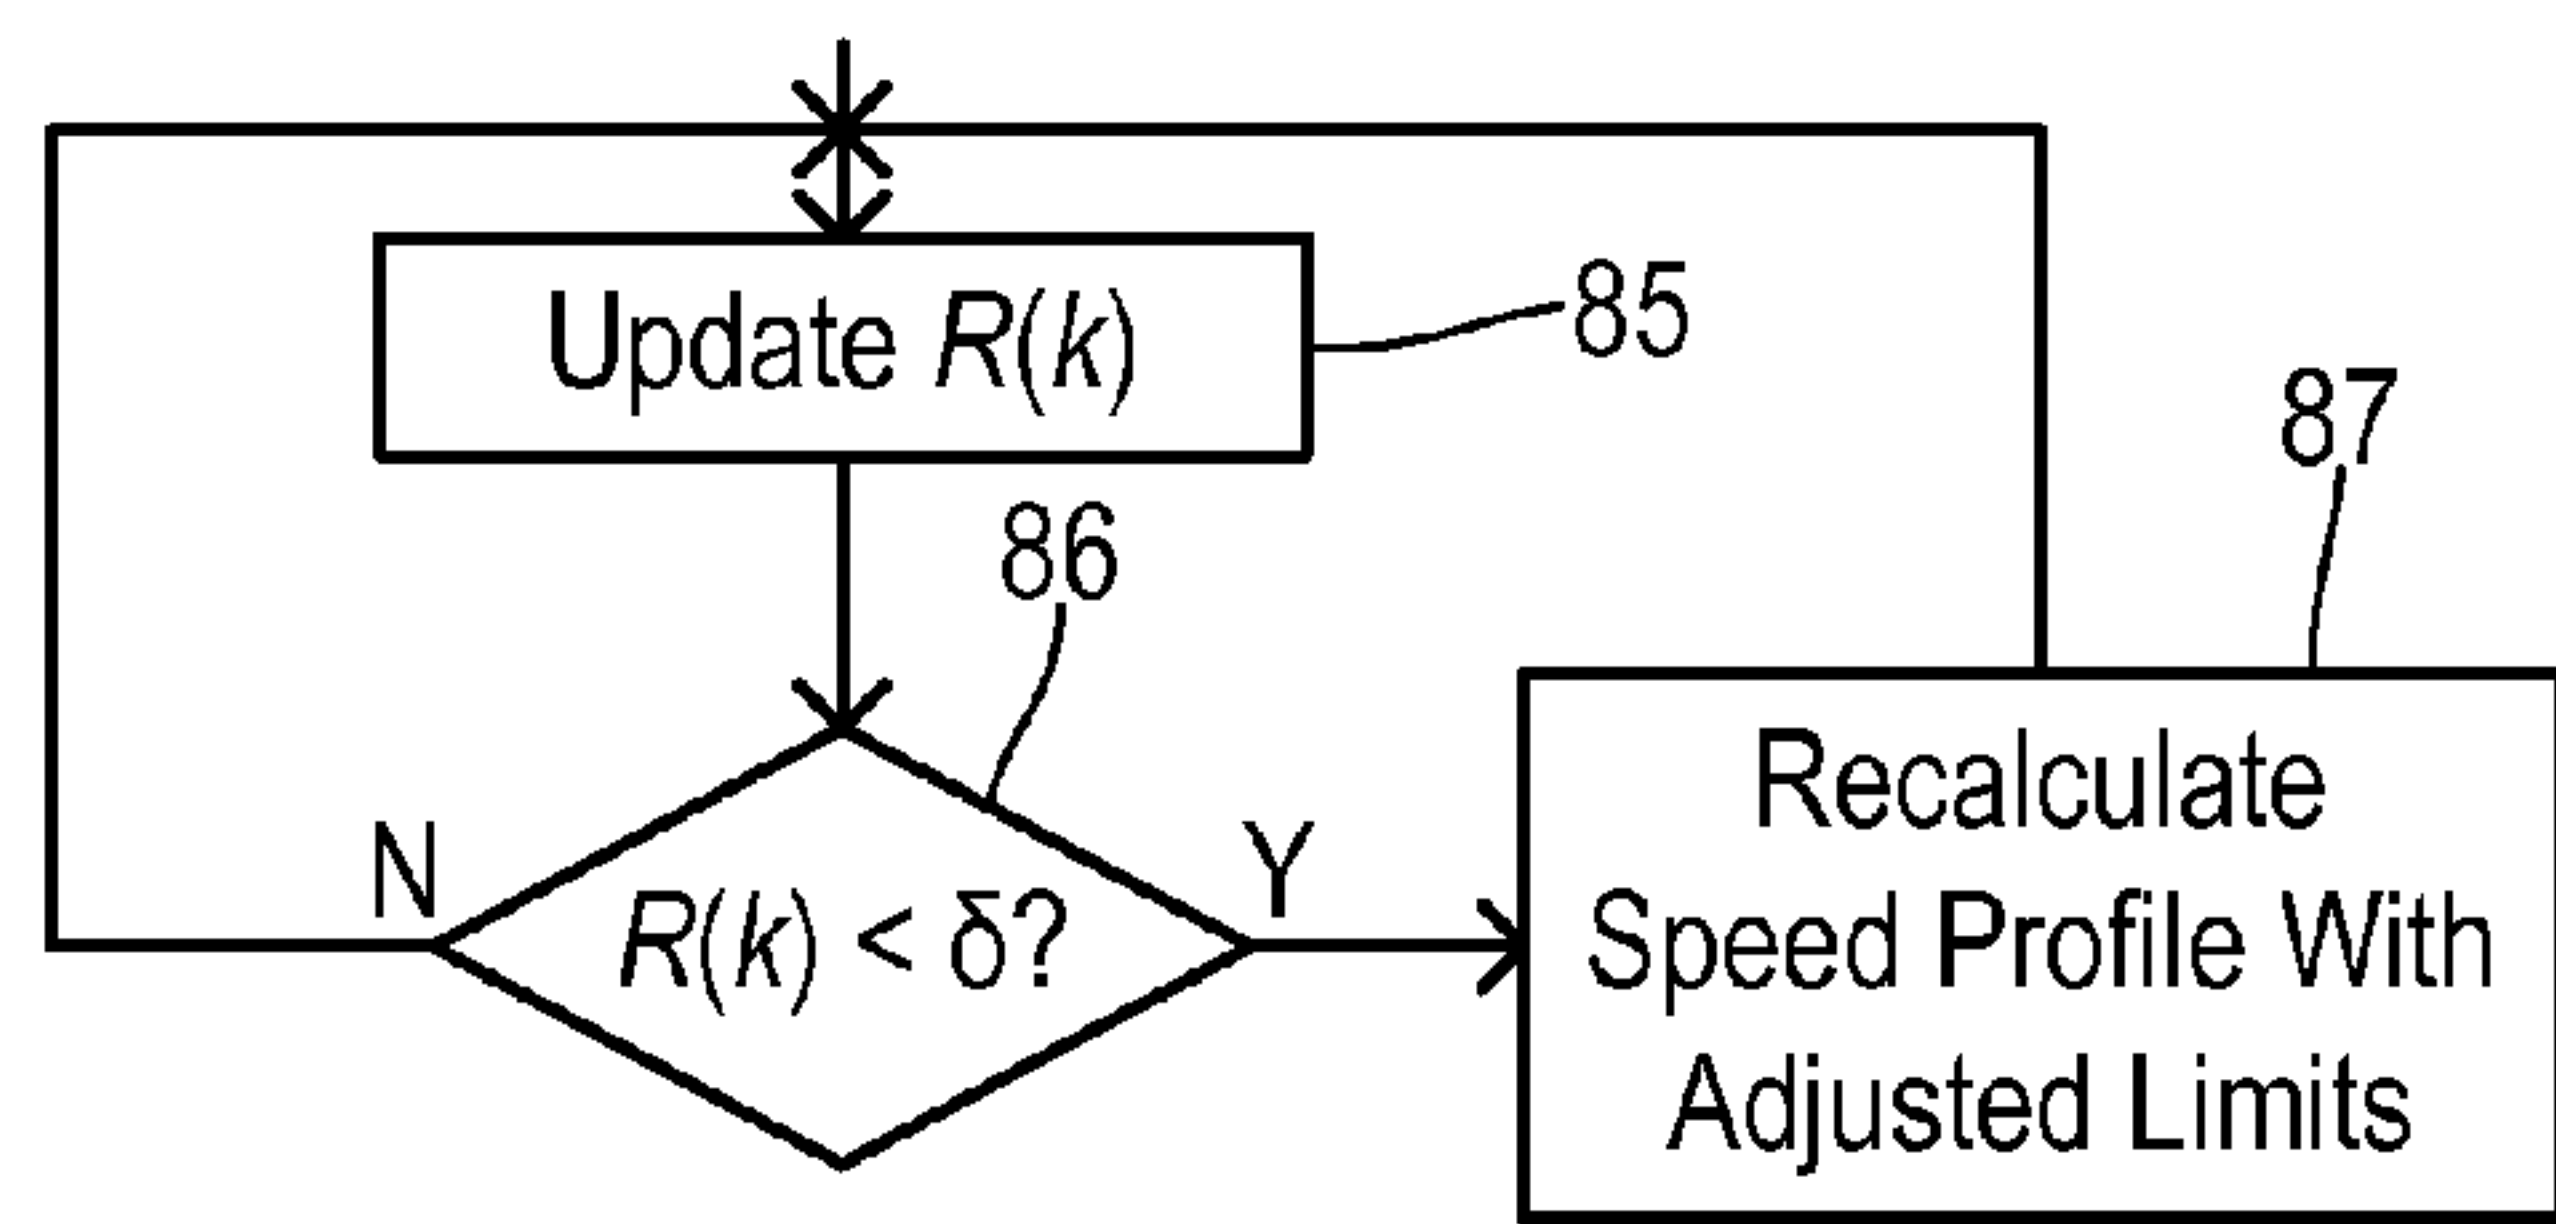 Update R(k)
85
87
86
N
Y
R(k) < δ?
Recalculate
Speed Profile With
Adjusted Limits